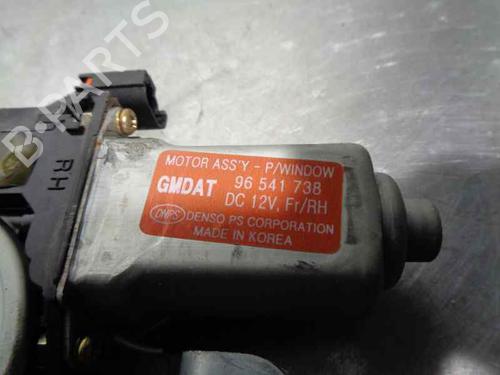 B-PARTS
RH
MOTOR ASS'Y - P/WINDOW
GMDAT 96 541 738
DC 12V, Fr/RH
DNPS DENSO PS CORPORATION
MADE IN KOREA